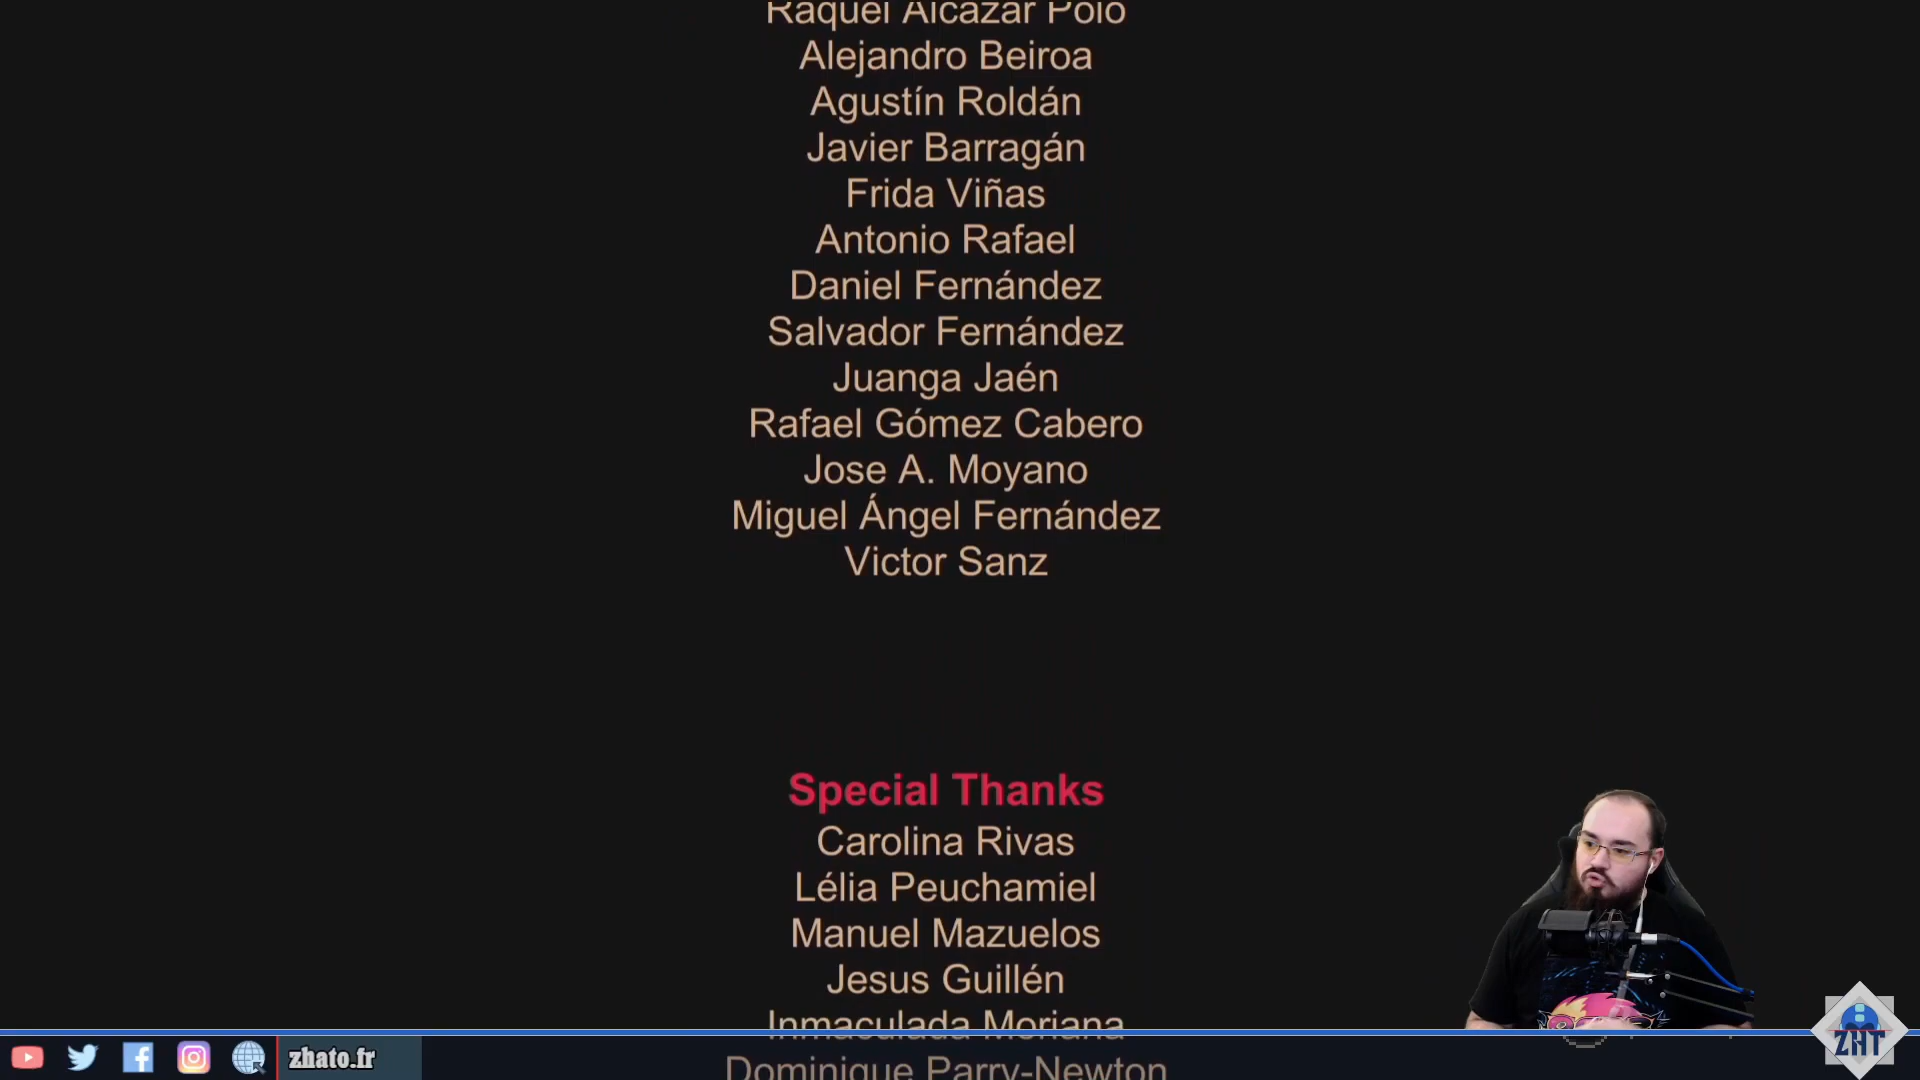 Raquel Alcázar Polo
Alejandro Beiroa
Agustín Roldán
Javier Barragán
Frida Viñas
Antonio Rafael
Daniel Fernández
Salvador Fernández
Juanga Jaén
Rafael Gómez Cabero
Jose A. Moyano
Miguel Ángel Fernández
Victor Sanz
Special Thanks
Carolina Rivas
Lélia Peuchamiel
Manuel Mazuelos
Jesus Guillén
Inmaculada Moriana
Dominique Parry-Newton
zhato.fr
ZHT